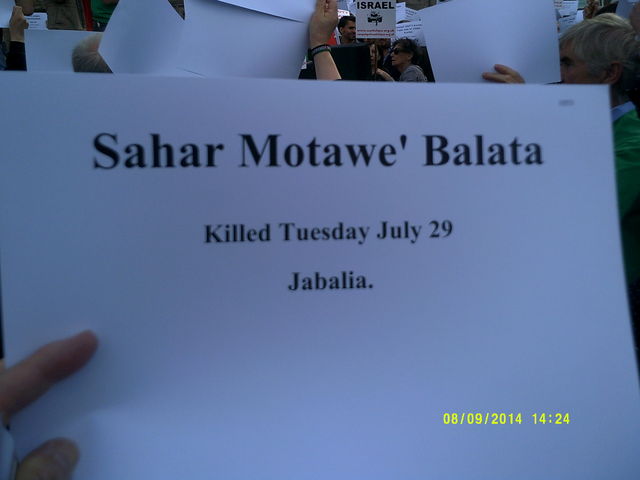 ISRAEL
Sahar Motawe' Balata
Killed Tuesday July 29
Jabalia.
08/09/2014 14:24